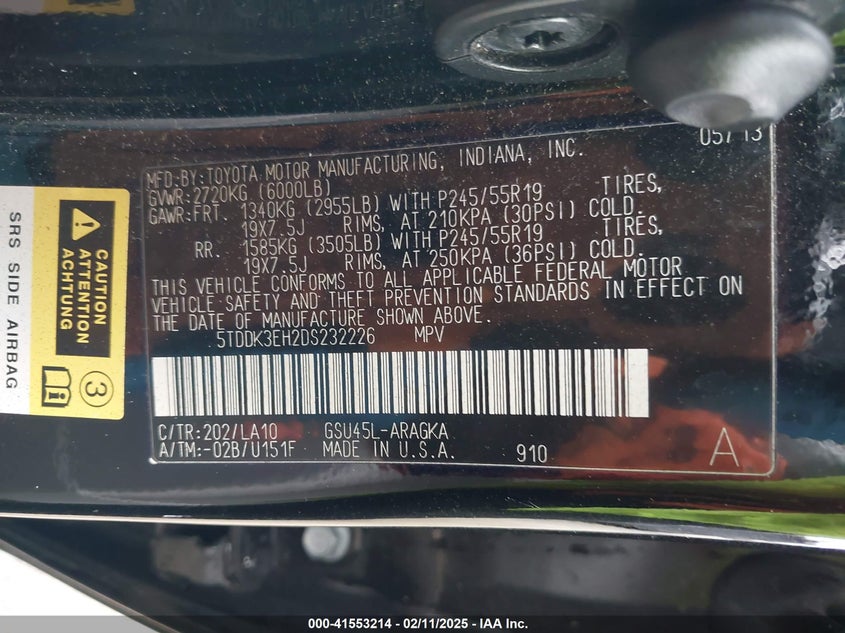 05/13
MFD.BY:TOYOTA MOTOR MANUFACTURING, INDIANA, INC.
GVWR:2720KG (6000LB)
GAWR:FRT. 1340KG (2955LB) WITH P245/55R19 TIRES,
19X7.5J RIMS, AT 210KPA (30PSI) COLD.
RR. 1585KG (3505LB) WITH P245/55R19 TIRES,
19X7.5J RIMS, AT 250KPA (36PSI) COLD.
THIS VEHICLE CONFORMS TO ALL APPLICABLE FEDERAL MOTOR
VEHICLE SAFETY AND THEFT PREVENTION STANDARDS IN EFFECT ON
THE DATE OF MANUFACTURE SHOWN ABOVE.
5TDDK3EH2DS232226 MPV
C/TR:202/LA10 GSU45L-ARAGKA
A/TM:-02B/U151F MADE IN U.S.A. 910 A
SRS SIDE AIRBAG
CAUTION
ATTENTION
ACHTUNG
3
000-41553214 - 02/11/2025 - IAA Inc.